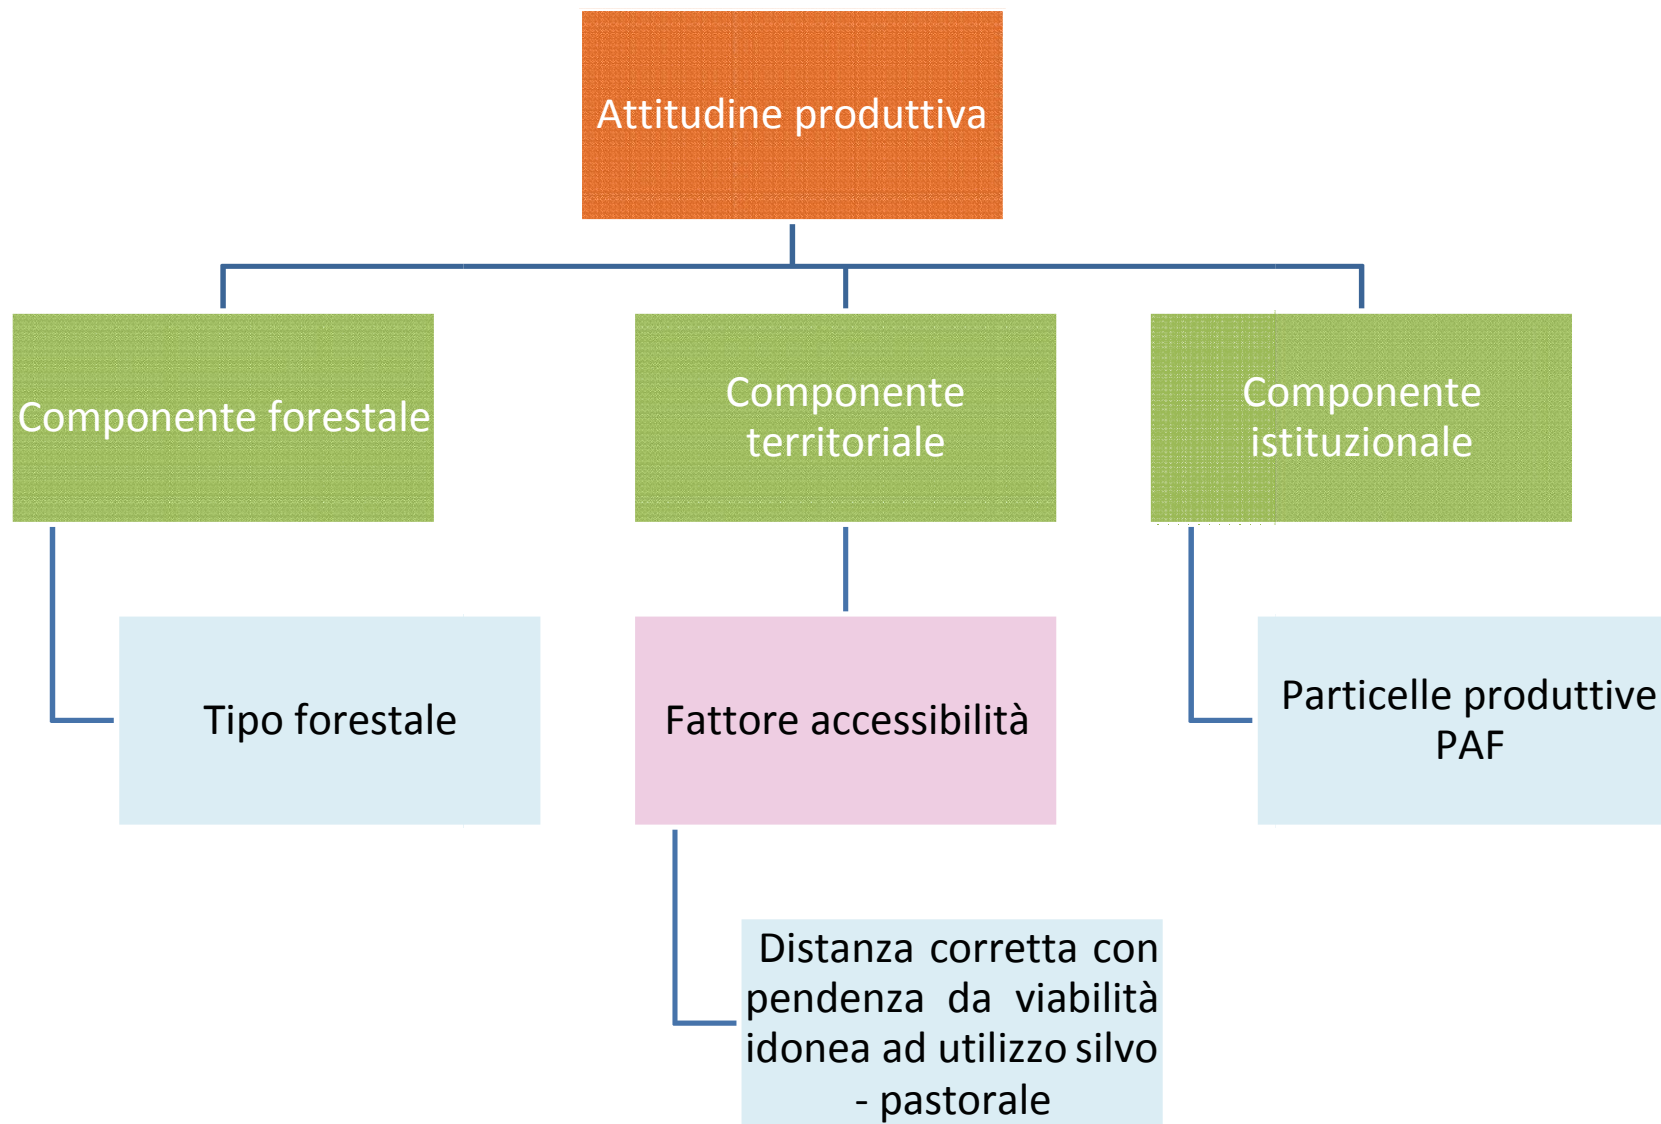 Attitudine produttiva
Componente forestale
Componente
territoriale
Componente
istituzionale
Tipo forestale
Fattore accessibilità
Particelle produttive
PAF
Distanza corretta con
pendenza da viabilità
idonea ad utilizzo silvo
- pastorale